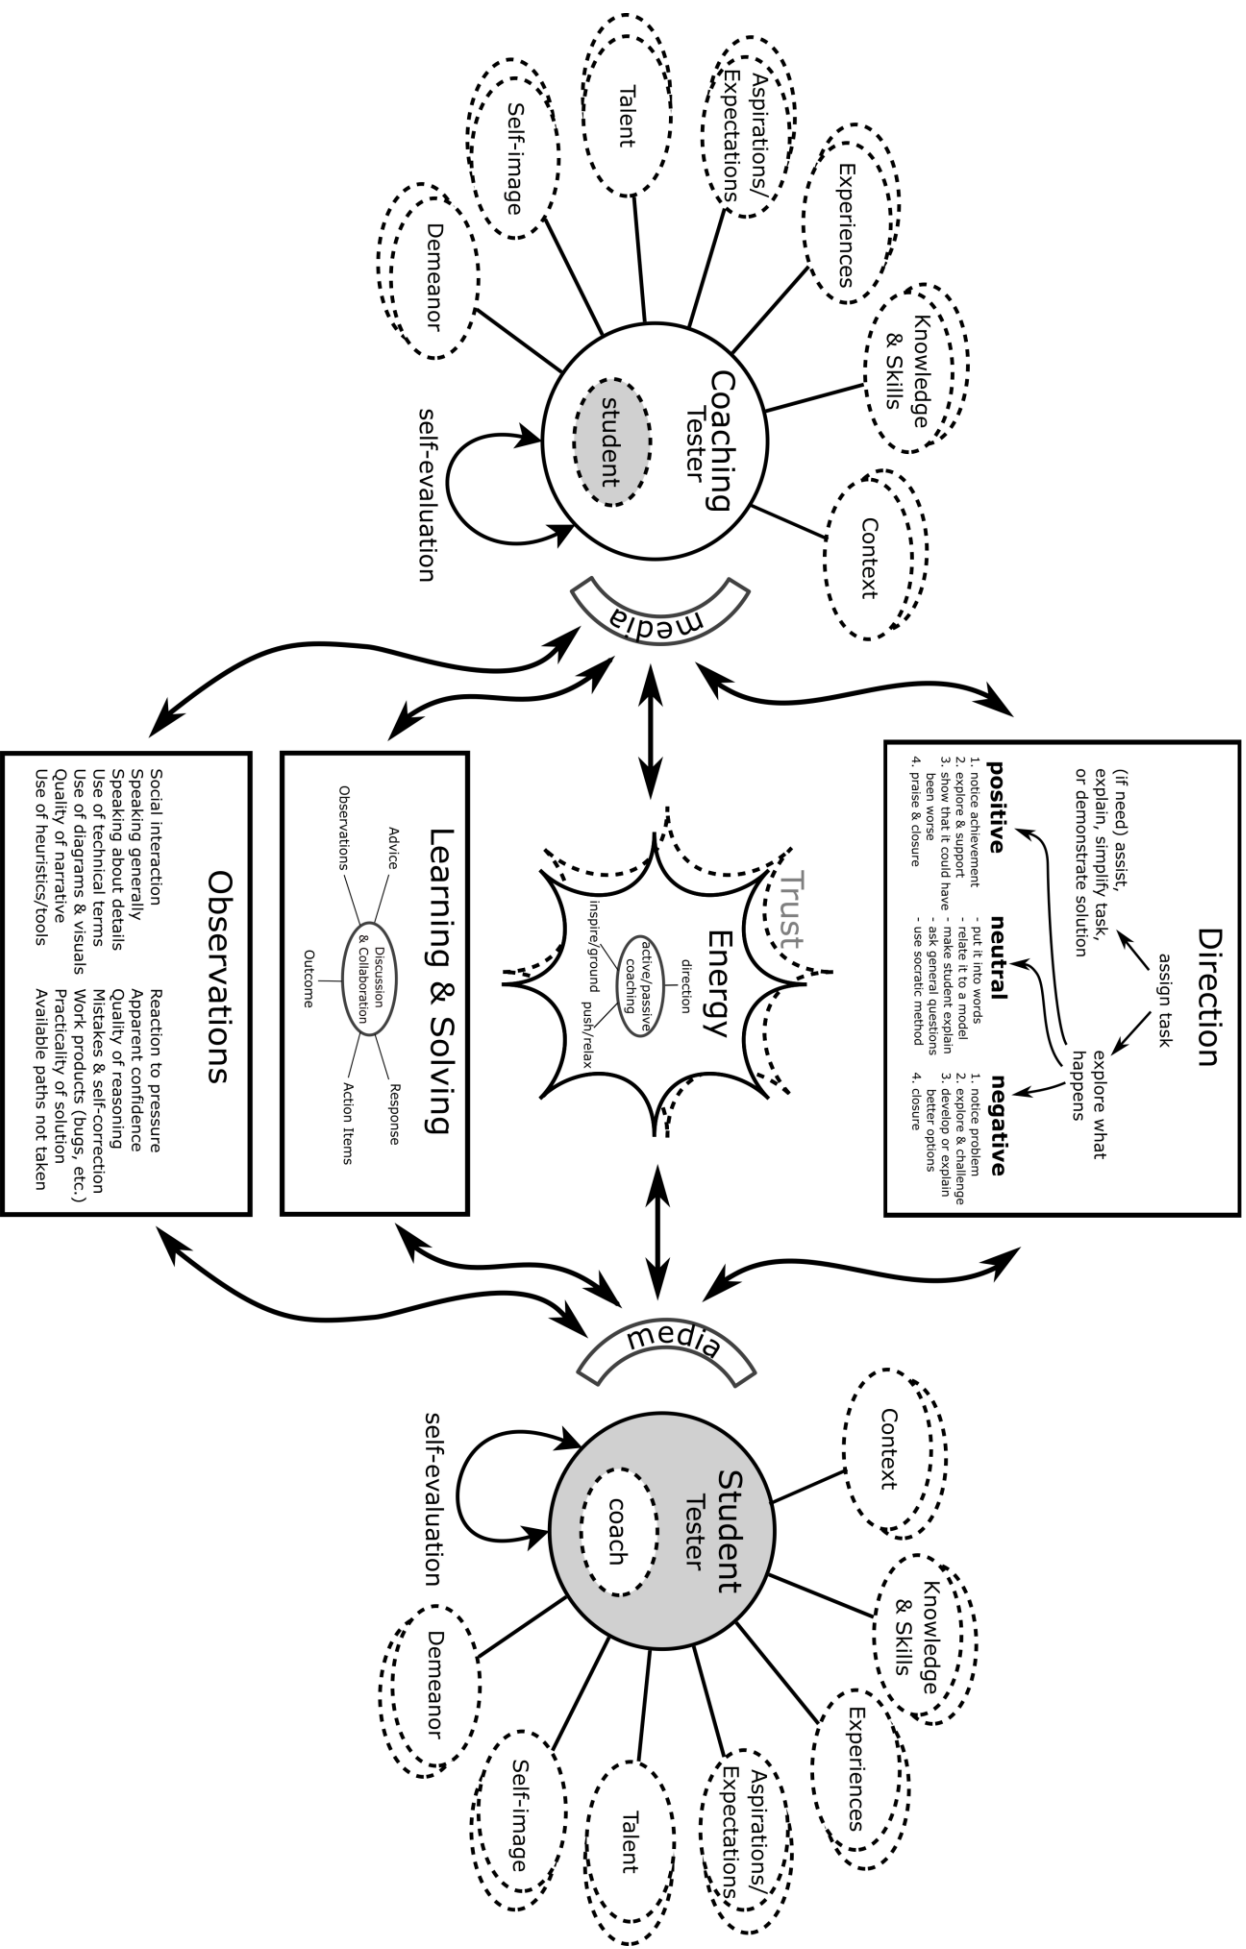 Direction
assign task
(if need) assist,
explain, simplify task,
or demonstrate solution
explore what
happens
positive
1. notice achievement
2. explore & support
3. show that it could have
been worse
4. praise & closure
neutral
- put it into words
- relate it to a model
- make student explain
- ask general questions
- use socratic method
negative
1. notice problem
2. explore & challenge
3. develop or explain
better options
4. closure
Coaching
Tester
student
self-evaluation
Demeanor
Self-image
Talent
Aspirations/
Expectations
Experiences
Knowledge
& Skills
Context
media
Trust
Energy
direction
active/passive
coaching
inspire/ground
push/relax
media
Student
Tester
coach
self-evaluation
Context
Knowledge
& Skills
Experiences
Aspirations/
Expectations
Talent
Self-image
Demeanor
Learning & Solving
Advice
Response
Observations
Discussion
& Collaboration
Action Items
Outcome
Observations
Social interaction
Speaking generally
Speaking about details
Use of technical terms
Use of diagrams & visuals
Quality of narrative
Use of heuristics/tools
Reaction to pressure
Apparent confidence
Quality of reasoning
Mistakes & self-correction
Work products (bugs, etc.)
Practicality of solution
Available paths not taken